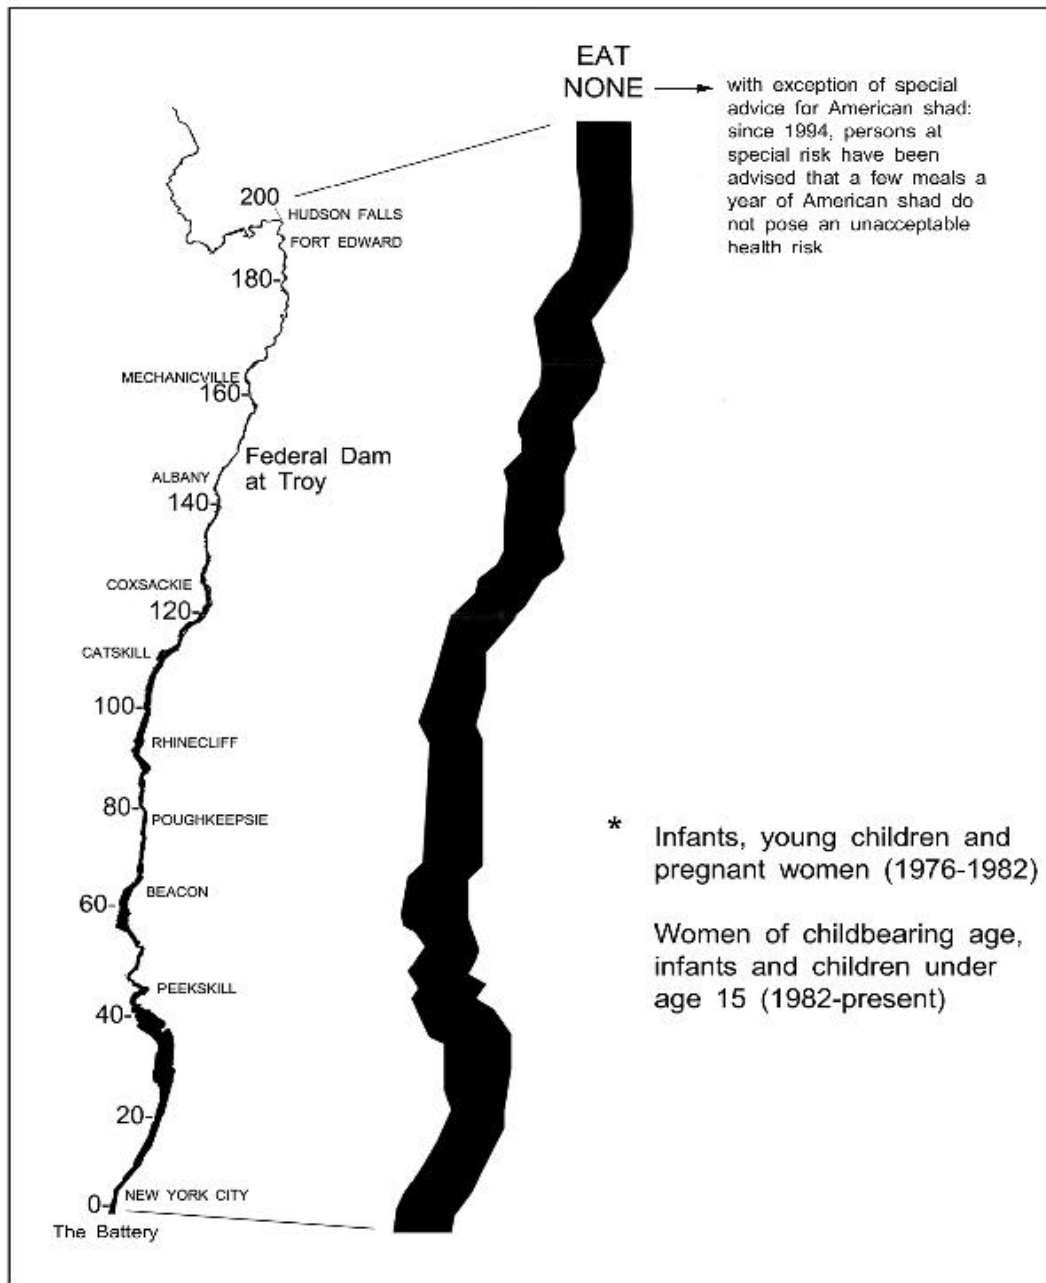 EAT
NONE
with exception of special
advice for American shad:
since 1994, persons at
special risk have been
advised that a few meals a
year of American shad do
not pose an unacceptable
health risk
200
HUDSON FALLS
FORT EDWARD
180-
MECHANICVILLE
160-
Federal Dam
at Troy
ALBANY
140-
COXSACKIE
120-
CATSKILL
100-
RHINECLIFF
80-
POUGHKEEPSIE
BEACON
60-
PEEKSKILL
40-
20-
0-
NEW YORK CITY
The Battery
* Infants, young children and
pregnant women (1976-1982)
Women of childbearing age,
infants and children under
age 15 (1982-present)